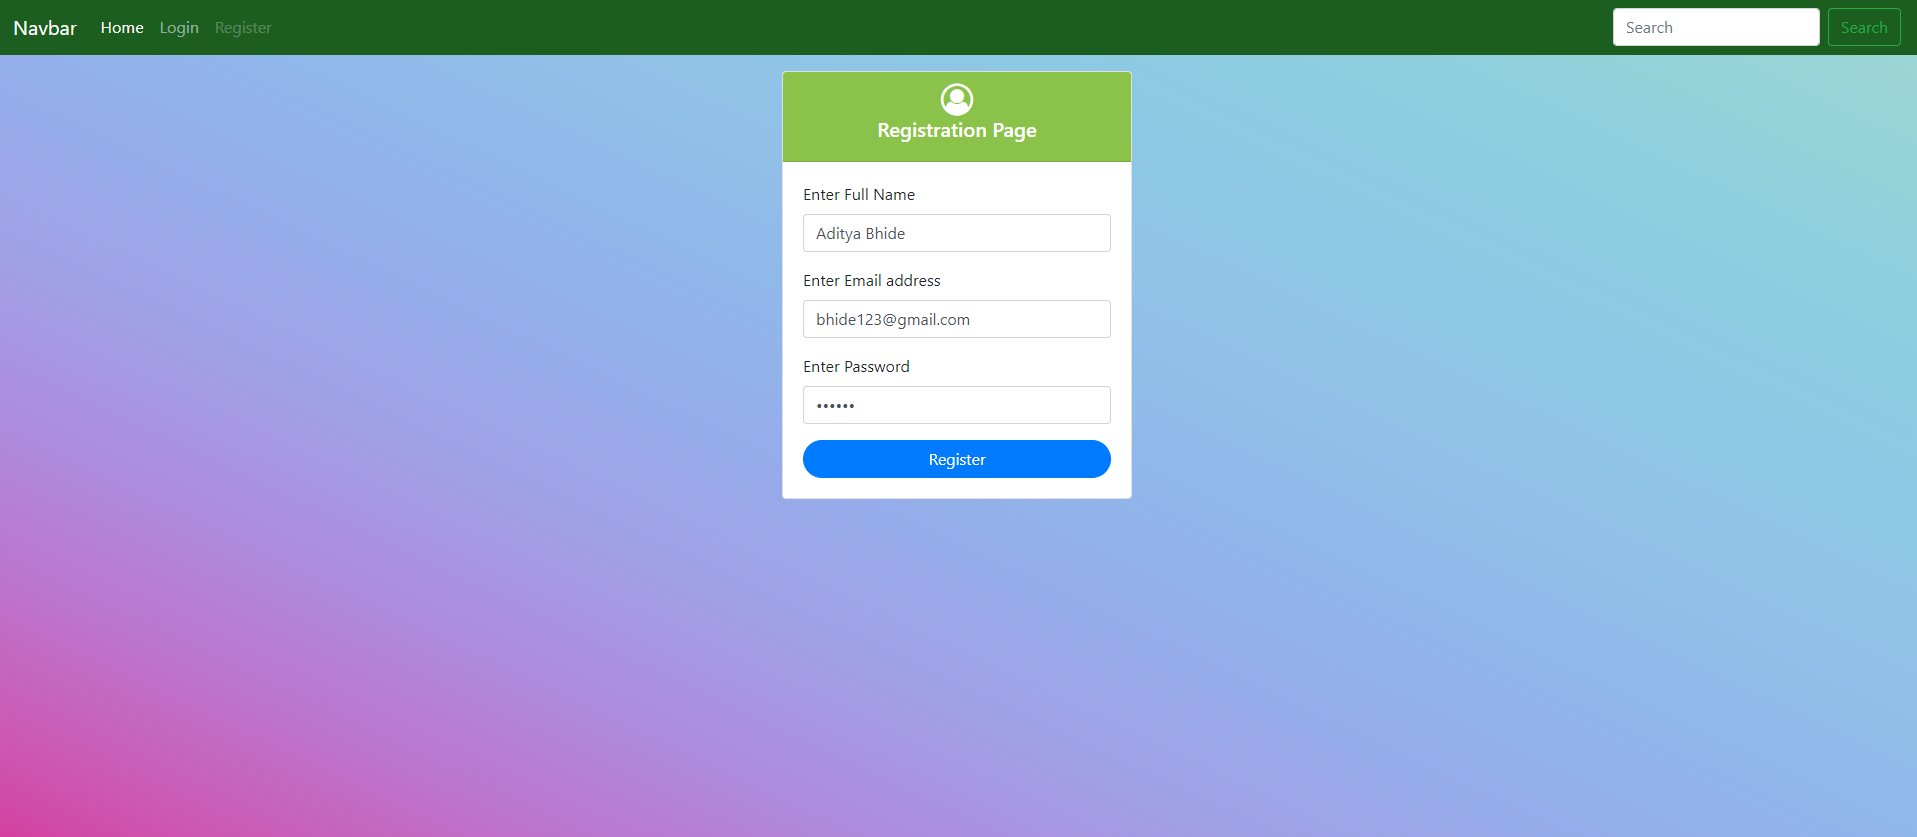 Navbar Home Login Register Search Search
Registration Page
Enter Full Name
Aditya Bhide
Enter Email address
bhide123@gmail.com
Enter Password
••••••
Register